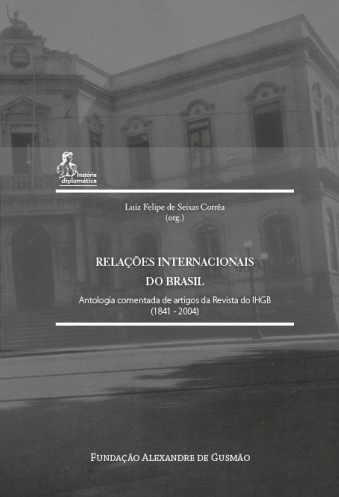 história
diplomática
Luiz Felipe de Seixas Corrêa
(org.)
RELAÇÕES INTERNACIONAIS
DO BRASIL
Antologia comentada de artigos da Revista do IHGB
(1841 - 2004)
FUNDAÇÃO ALEXANDRE DE GUSMÃO